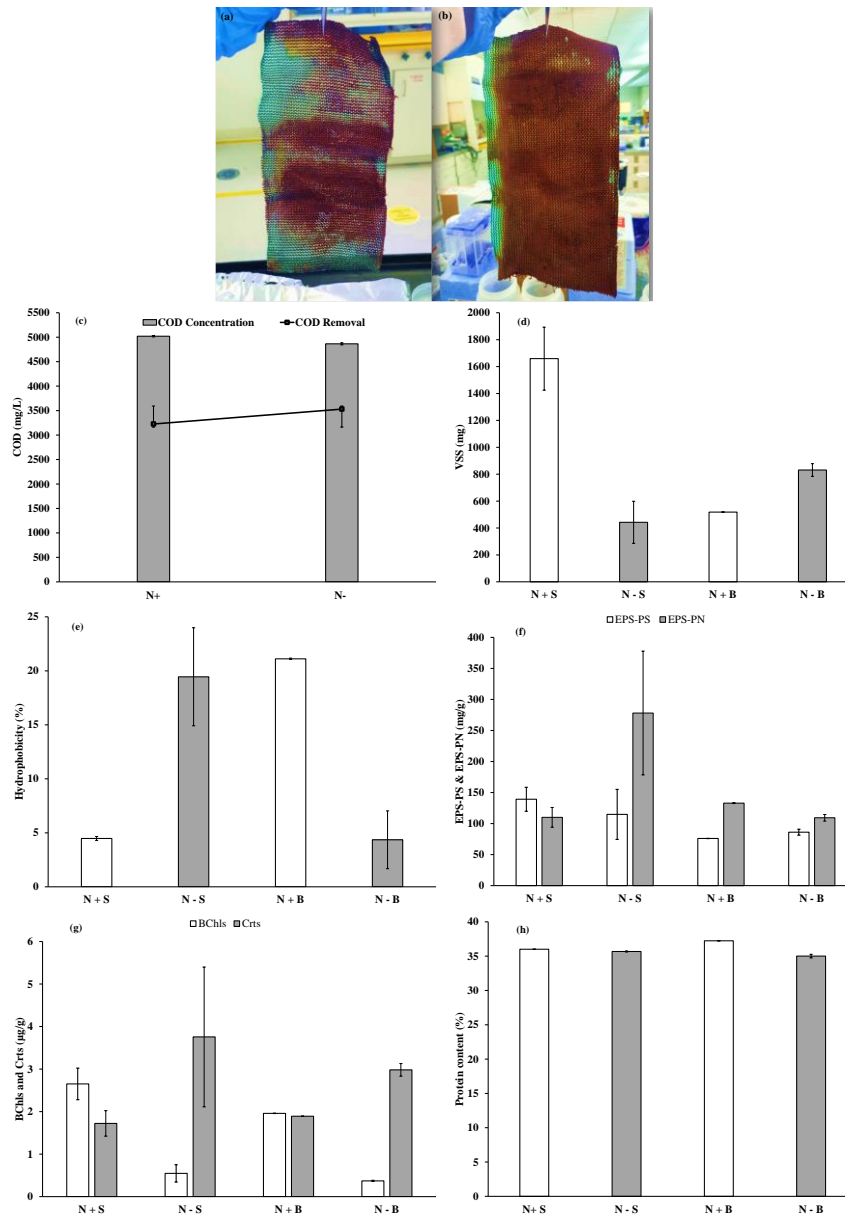 (a)
(b)
(c)
COD Concentration
COD Removal
5500
5000
4500
4000
3500
3000
2500
2000
1500
1000
500
0
COD (mg/L)
N+
N-
(d)
2000
1800
1600
1400
1200
1000
800
600
400
200
0
VSS (mg)
N + S
N - S
N + B
N - B
(e)
25
20
15
10
5
0
Hydrophobicity (%)
N + S
N - S
N + B
N - B
EPS-PS
EPS-PN
(f)
400
350
300
250
200
150
100
50
0
EPS-PS & EPS-PN (mg/g)
N + S
N - S
N + B
N - B
(g)
BChls
Crts
6
5
4
3
2
1
0
BChls and Crts (µg/g)
N + S
N - S
N + B
N - B
(h)
40
35
30
25
20
15
10
5
0
Protein content (%)
N+ S
N - S
N + B
N - B